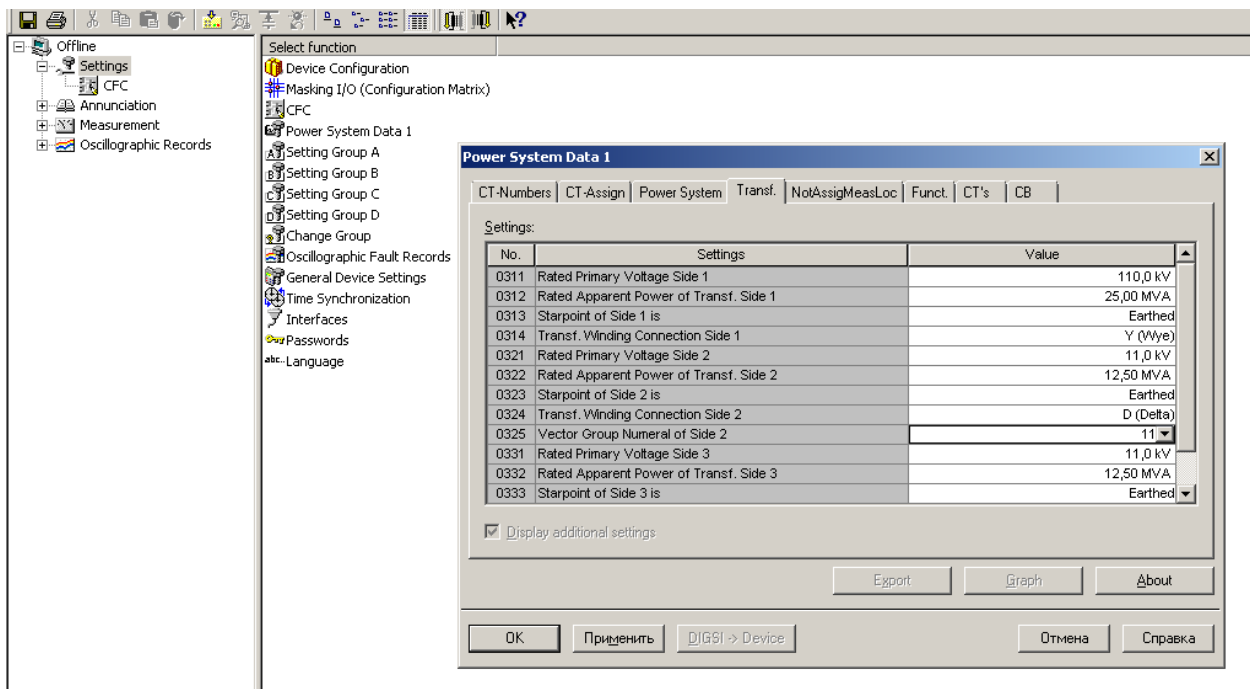 Offline
Settings
CFC
Annunciation
Measurement
Oscillographic Records
Select function
Device Configuration
Masking I/O (Configuration Matrix)
CFC
Power System Data 1
Setting Group A
Setting Group B
Setting Group C
Setting Group D
Change Group
Oscillographic Fault Records
General Device Settings
Time Synchronization
Interfaces
Passwords
abc.. Language
Power System Data 1
CT-Numbers CT-Assign Power System Transf. NotAssigMeasLoc Funct. CT's CB
Settings:
No. Settings Value
0311 Rated Primary Voltage Side 1 110,0 kV
0312 Rated Apparent Power of Transf. Side 1 25,00 MVA
0313 Starpoint of Side 1 is Earthed
0314 Transf. Winding Connection Side 1 Y (Wye)
0321 Rated Primary Voltage Side 2 11,0 kV
0322 Rated Apparent Power of Transf. Side 2 12,50 MVA
0323 Starpoint of Side 2 is Earthed
0324 Transf. Winding Connection Side 2 D (Delta)
0325 Vector Group Numeral of Side 2 11
0331 Rated Primary Voltage Side 3 11,0 kV
0332 Rated Apparent Power of Transf. Side 3 12,50 MVA
0333 Starpoint of Side 3 is Earthed
Display additional settings
Export Graph About
OK Применить DIGSI -> Device Отмена Справка